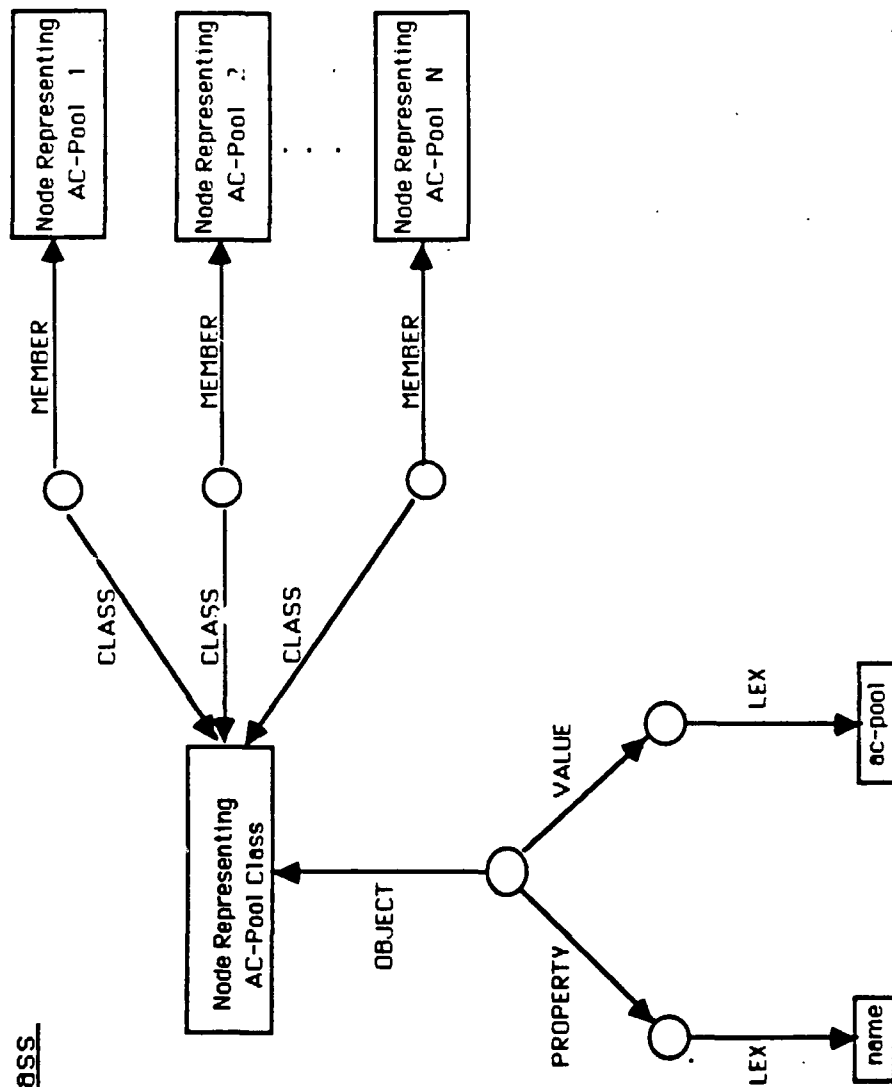 ass
Node Representing
AC-Pool 1
MEMBER
CLASS
Node Representing
AC-Pool 2
MEMBER
CLASS
. . .
Node Representing
AC-Pool N
MEMBER
CLASS
Node Representing
AC-Pool Class
OBJECT
PROPERTY
VALUE
LEX
LEX
name
ac-pool